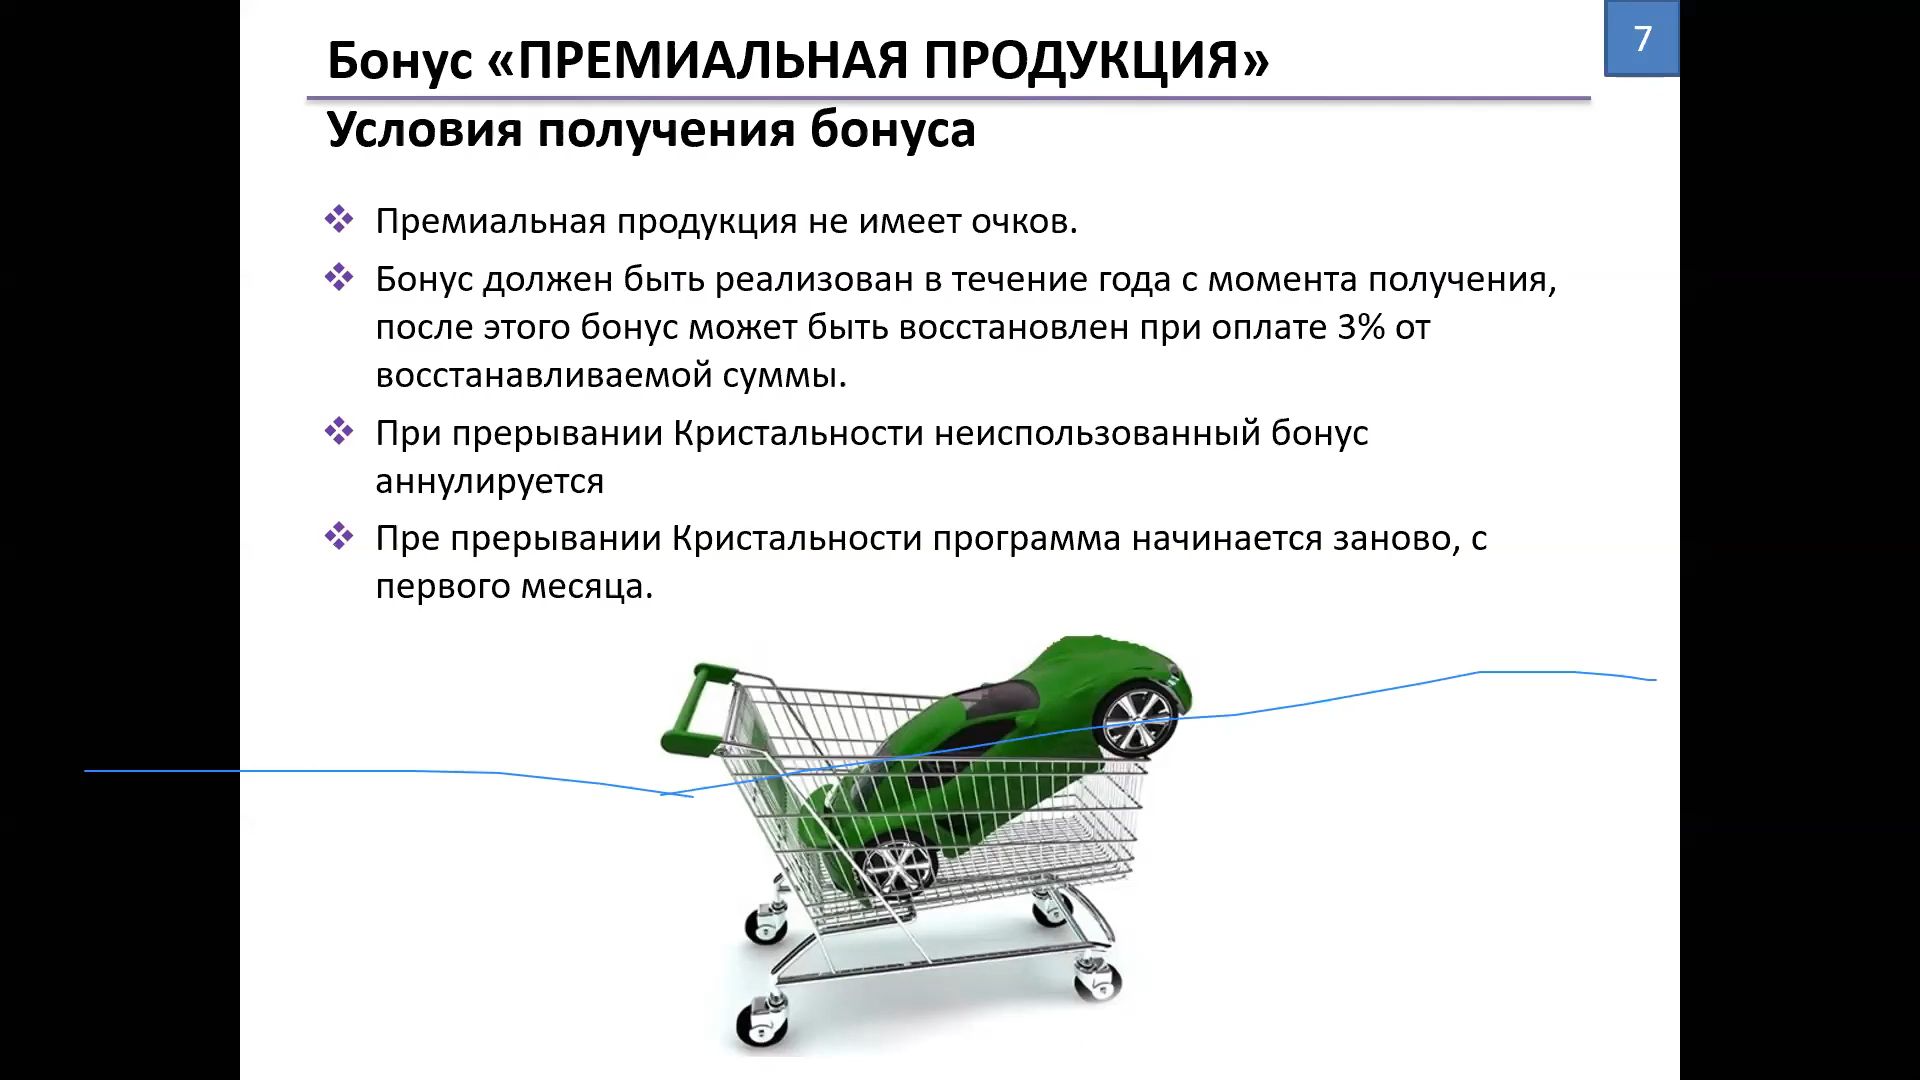 7
Бонус «ПРЕМИАЛЬНАЯ ПРОДУКЦИЯ»
Условия получения бонуса
Премиальная продукция не имеет очков.
Бонус должен быть реализован в течение года с момента получения,
после этого бонус может быть восстановлен при оплате 3% от
восстанавливаемой суммы.
При прерывании Кристальности неиспользованный бонус
аннулируется
Пре прерывании Кристальности программа начинается заново, с
первого месяца.